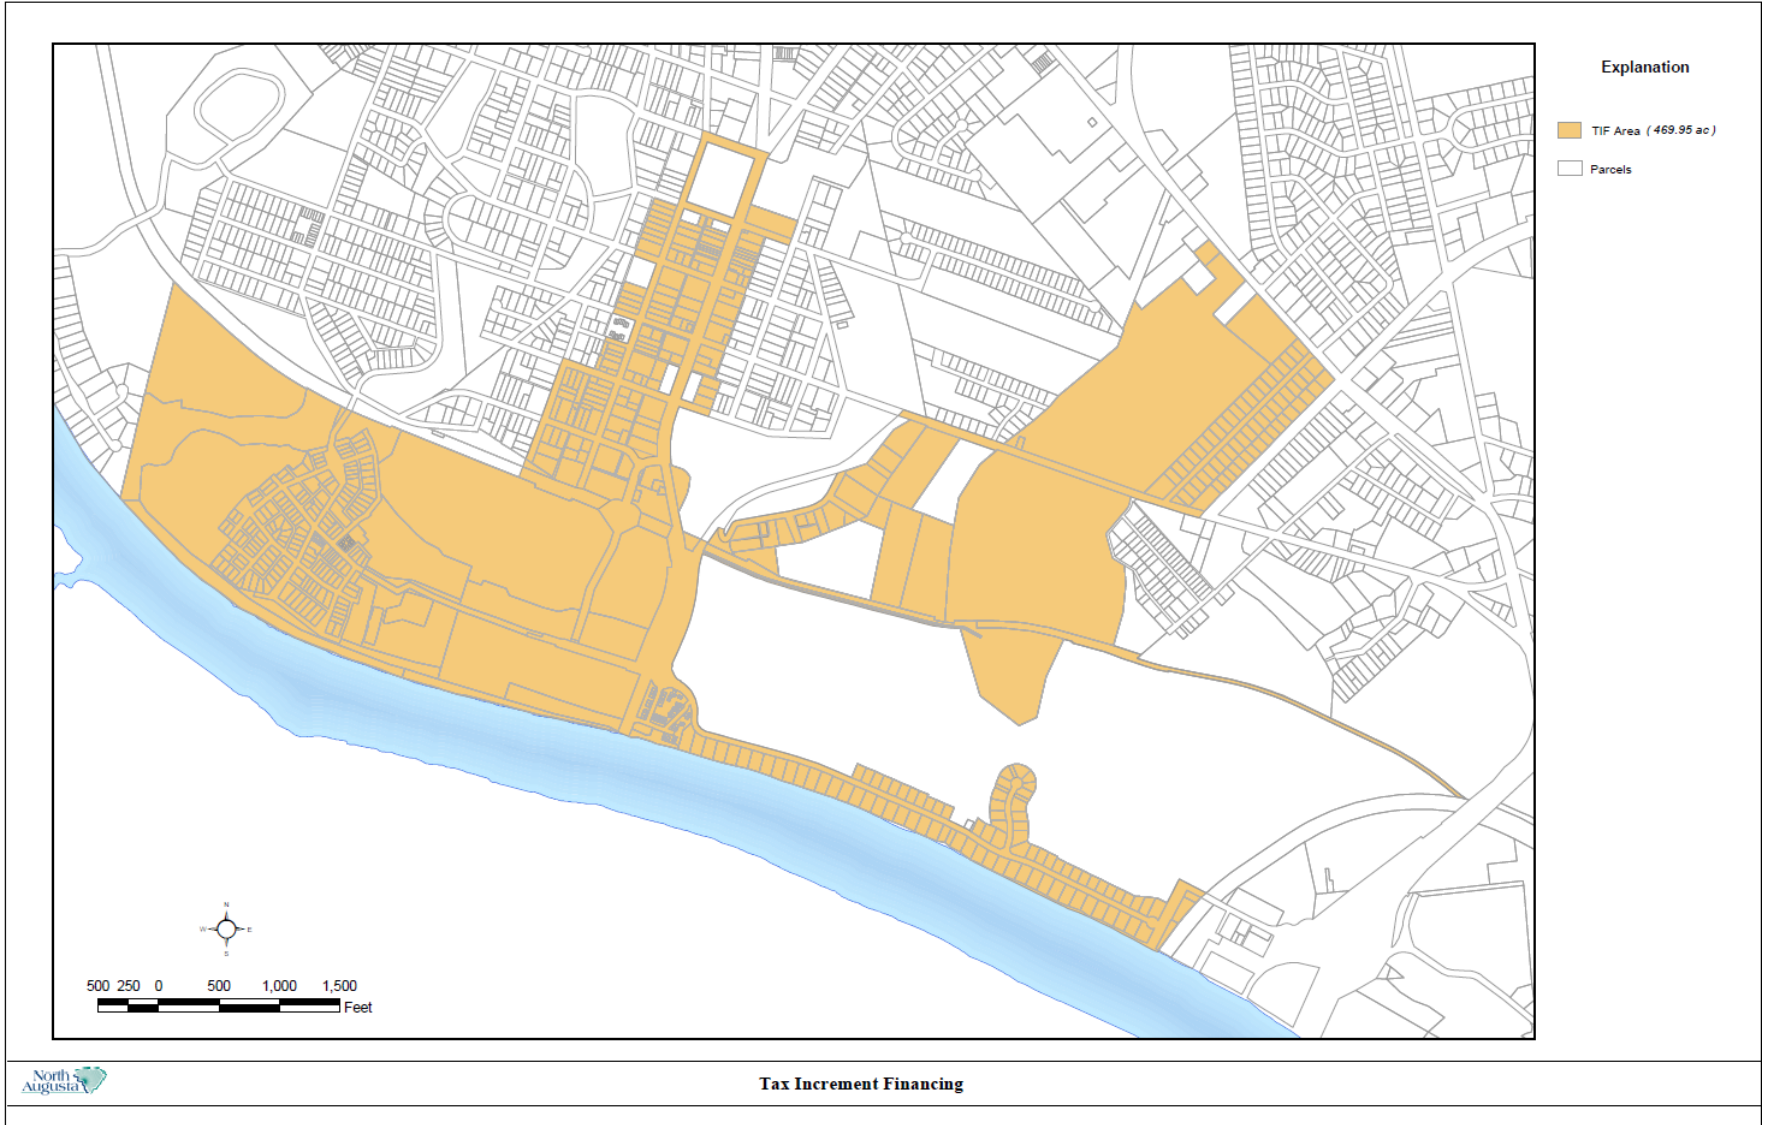 Explanation
TIF Area ( 469.95 ac )
Parcels
N
W E
S
500 250 0 500 1,000 1,500
Feet
North
Augusta
Tax Increment Financing